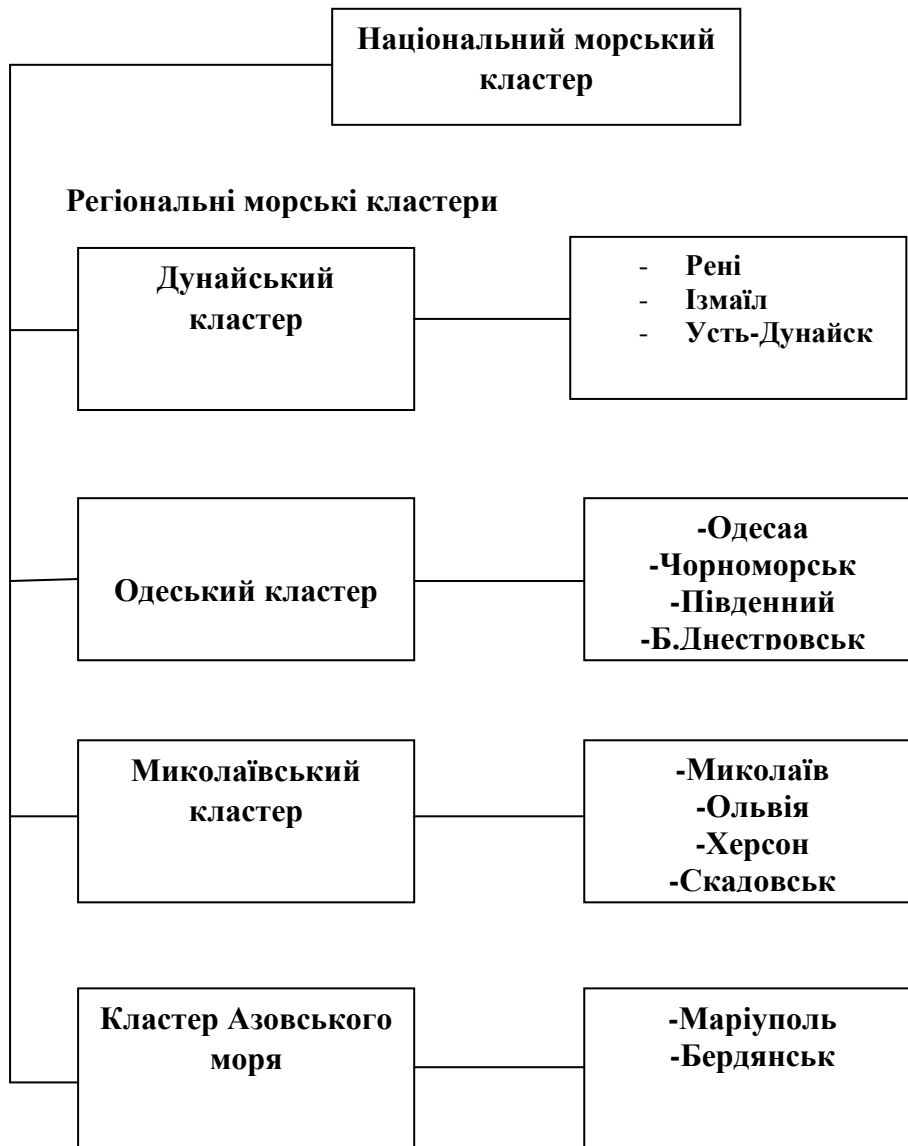 Національний морський
кластер
Регіональні морські кластери
Дунайський
кластер
- Рені
- Ізмаїл
- Усть-Дунайск
Одеський кластер
-Одесаа
-Чорноморськ
-Південний
-Б.Днестровськ
Миколаївський
кластер
-Миколаїв
-Ольвія
-Херсон
-Скадовськ
Кластер Азовського
моря
-Маріуполь
-Бердянськ